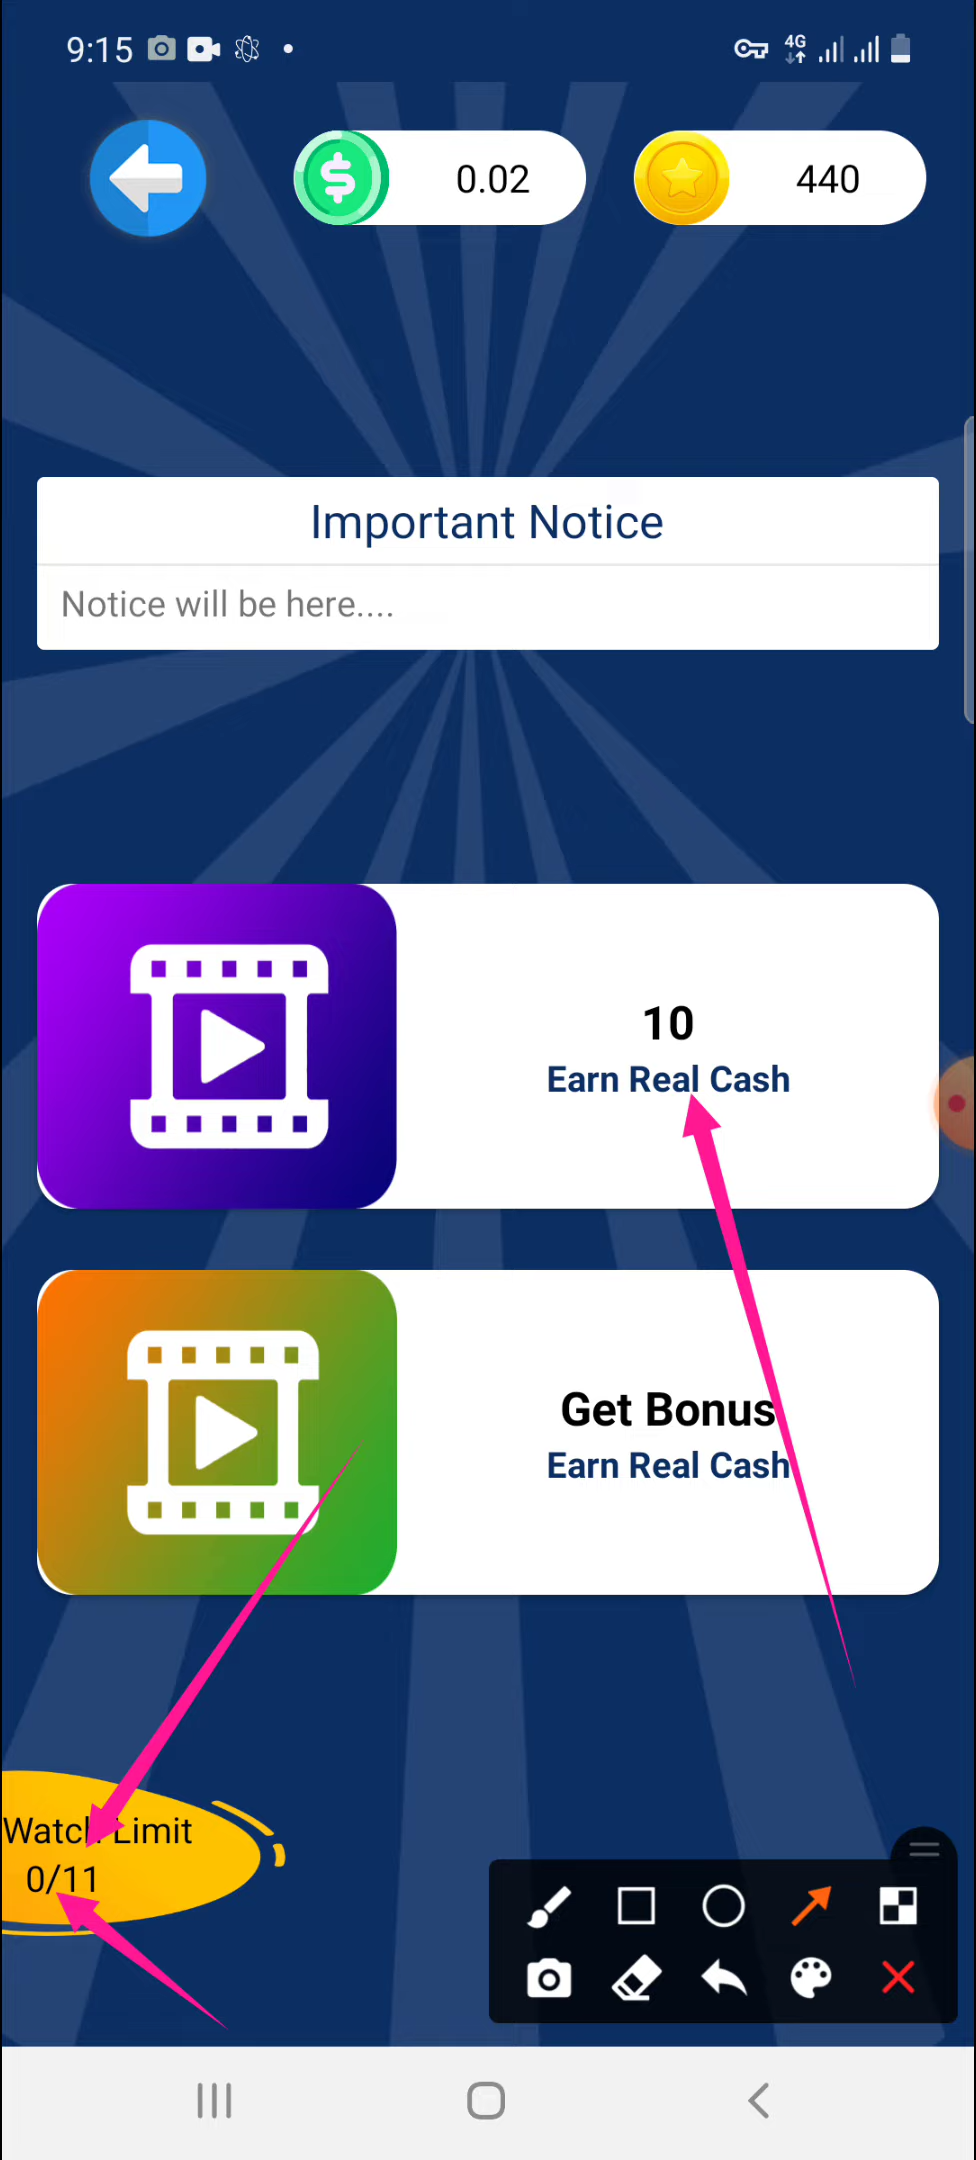 9:15
4G
0.02
440
Important Notice
Notice will be here....
10
Earn Real Cash
Get Bonus
Earn Real Cash
Watch Limit
0/11